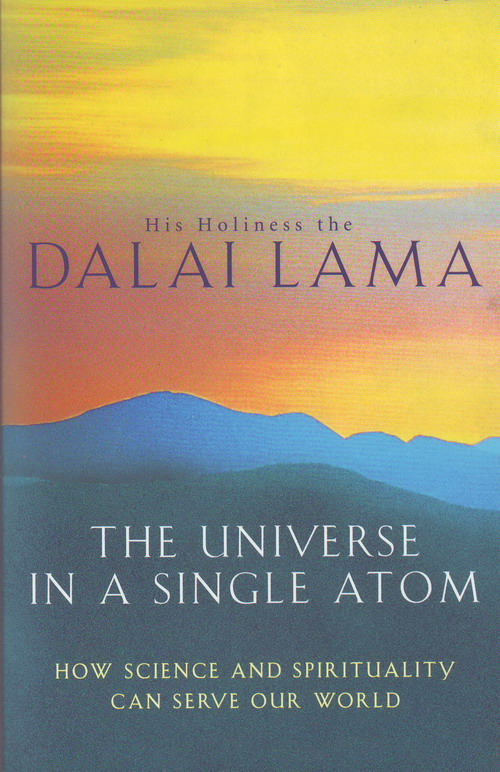 His Holiness the
DALAI LAMA
THE UNIVERSE
IN A SINGLE ATOM
HOW SCIENCE AND SPIRITUALITY
CAN SERVE OUR WORLD